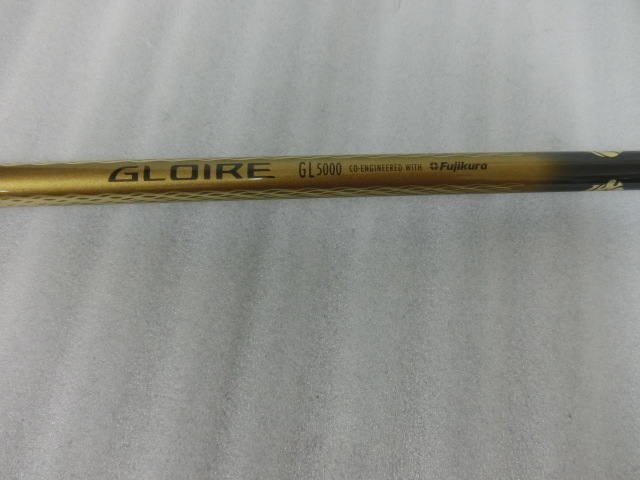 GLOIRE GL5000 CO-ENGINEERED WITH Fujikura